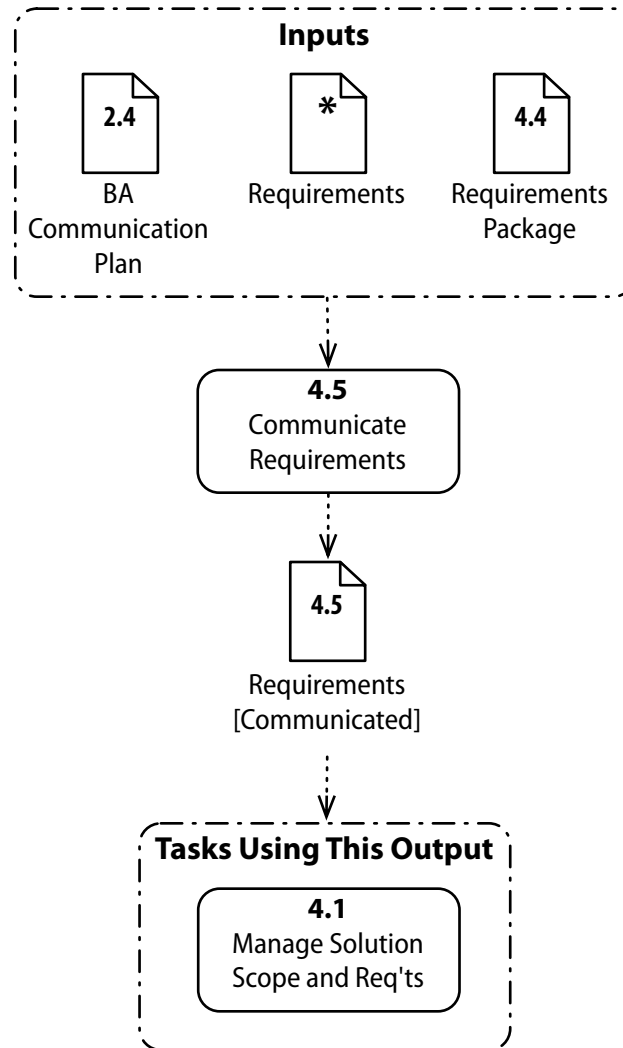 Inputs
2.4
*
4.4
BA
Communication
Plan
Requirements
Requirements
Package
4.5
Communicate
Requirements
4.5
Requirements
[Communicated]
Tasks Using This Output
4.1
Manage Solution
Scope and Req'ts